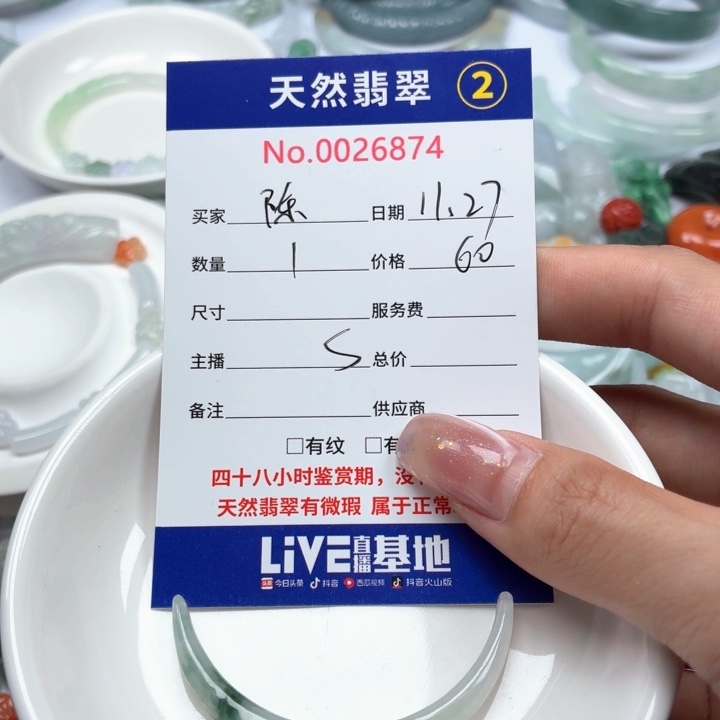 天然翡翠 2
No.0026874
买家 陈 日期 11.27
数量 1 价格 60
尺寸 服务费
主播 S 总价
备注 供应商
□有纹 □有
四十八小时鉴赏期，没
天然翡翠有微瑕 属于正常
LiVE直播基地
头条 今日头条 抖音 西瓜视频 抖音火山版